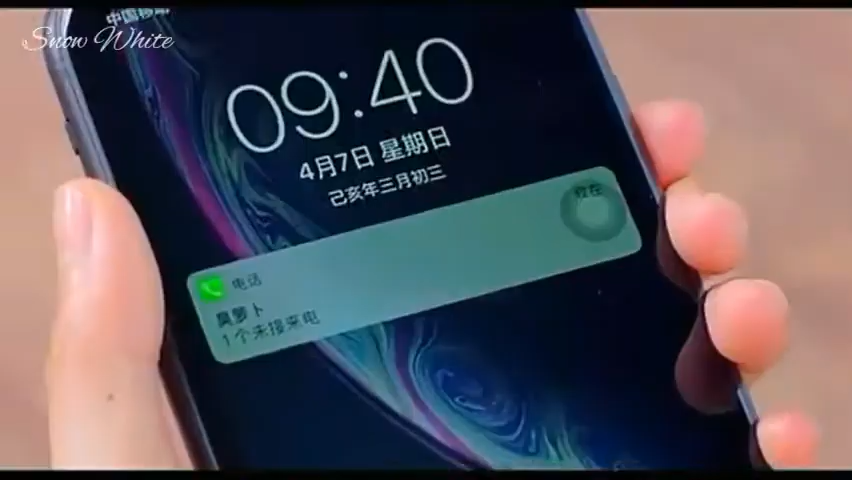 中国移动
Snow White
09:40
4月7日 星期日
己亥年三月初三
现在
电话
臭萝卜
1个未接来电